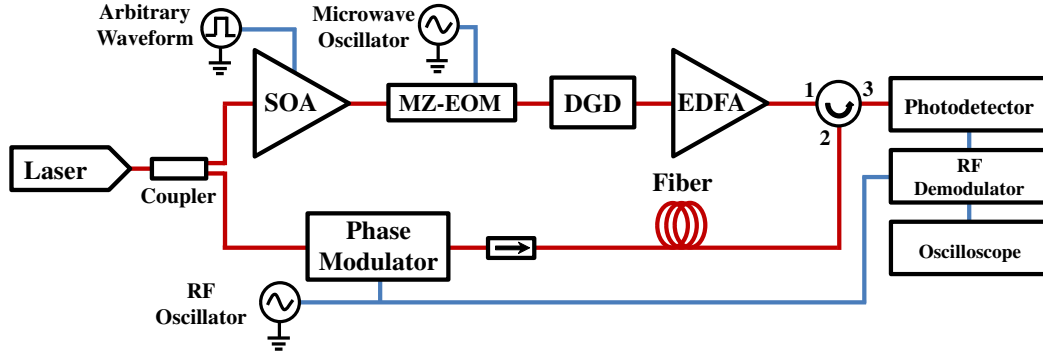 Arbitrary
Waveform
Microwave
Oscillator
SOA
MZ-EOM
DGD
EDFA
1
3
2
Photodetector
Laser
Coupler
RF
Demodulator
Fiber
Phase
Modulator
Oscilloscope
RF
Oscillator